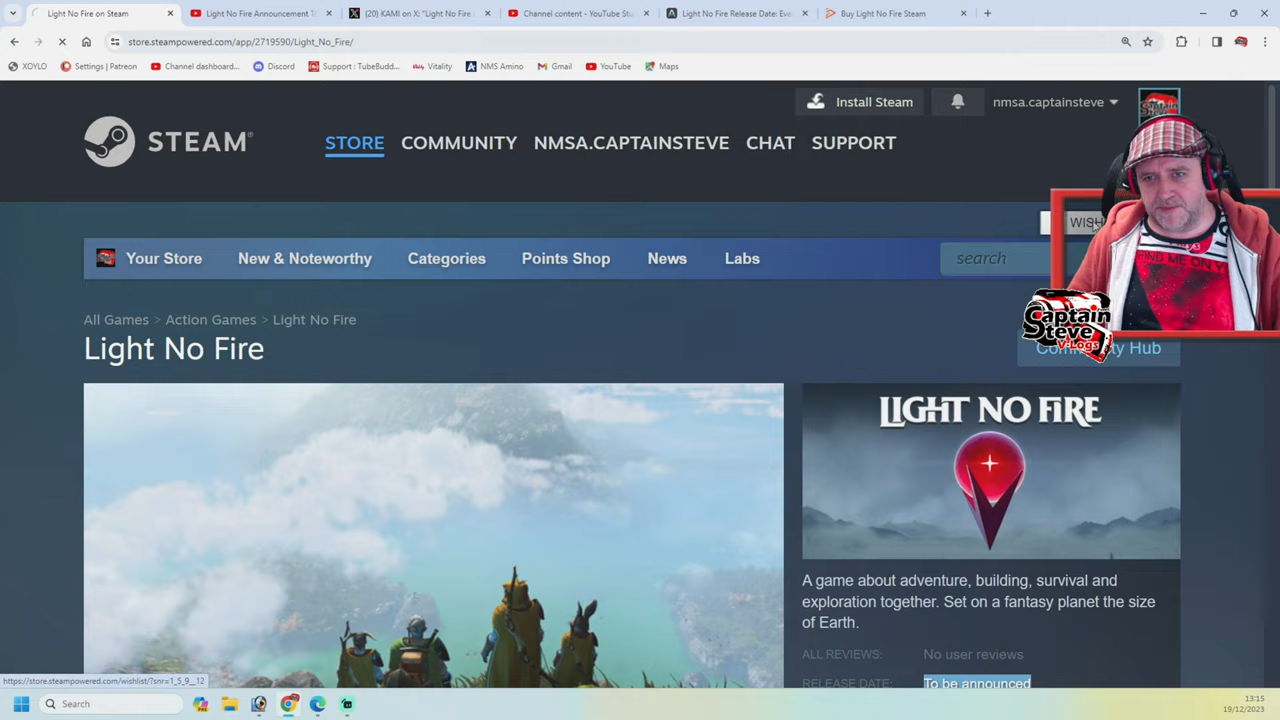 Light No Fire on Steam
Light No Fire Announcement T
(20) KAMI on X: "Light No Fire
Channel content - YouTube Stu
Light No Fire Release Date: Eve
Buy Light No Fire Steam
store.steampowered.com/app/2719590/Light_No_Fire/
XOYLO
Settings | Patreon
Channel dashboard...
Discord
Support : TubeBudd...
Vitality
NMS Amino
Gmail
YouTube
Maps
Install Steam
nmsa.captainsteve
STEAM
STORE
COMMUNITY
NMSA.CAPTAINSTEVE
CHAT
SUPPORT
WISH
Your Store
New & Noteworthy
Categories
Points Shop
News
Labs
search
All Games > Action Games > Light No Fire
Light No Fire
Captain
Steve
V-Logs
Community Hub
LIGHT NO FIRE
A game about adventure, building, survival and
exploration together. Set on a fantasy planet the size
of Earth.
ALL REVIEWS: No user reviews
RELEASE DATE: To be announced
https://store.steampowered.com/wishlist/?snr=1_5_9__12
Search
13:15
19/12/2023